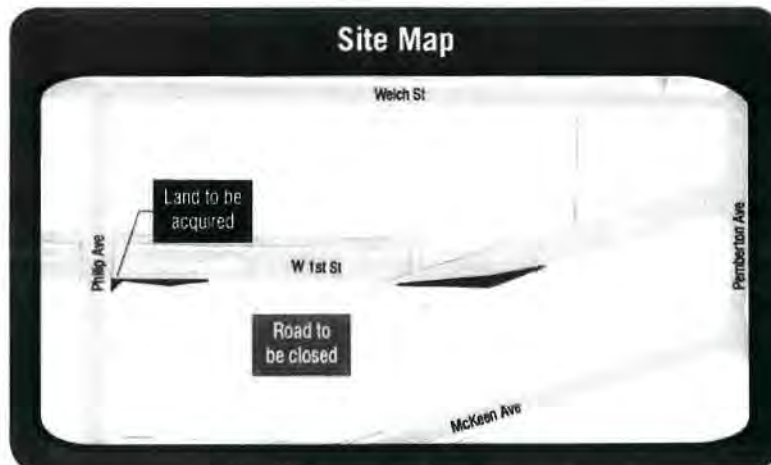 Site Map
Welch St
Land to be
acquired
Philip Ave
W 1st St
Pemberton Ave
Road to
be closed
McKeen Ave